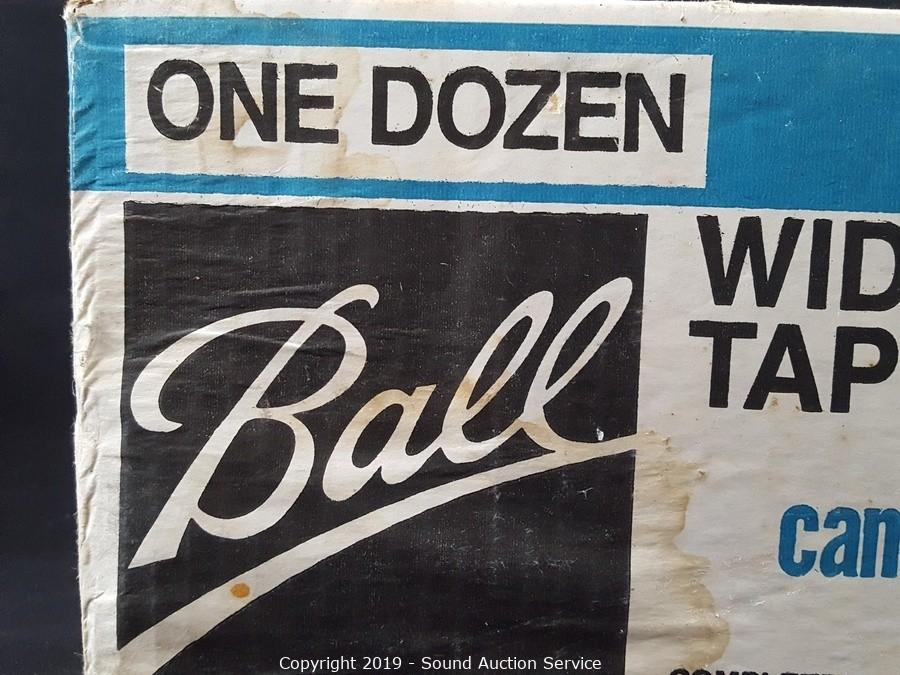 ONE DOZEN
Ball
WID
TAP
can
Copyright 2019 - Sound Auction Service